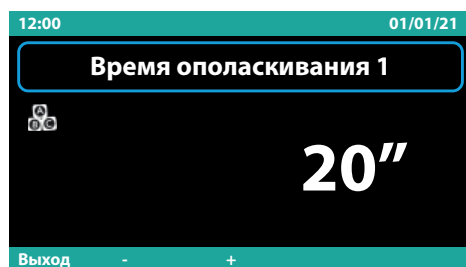 12:00 01/01/21
Время ополаскивания 1
A
B C
20”
Выход - +